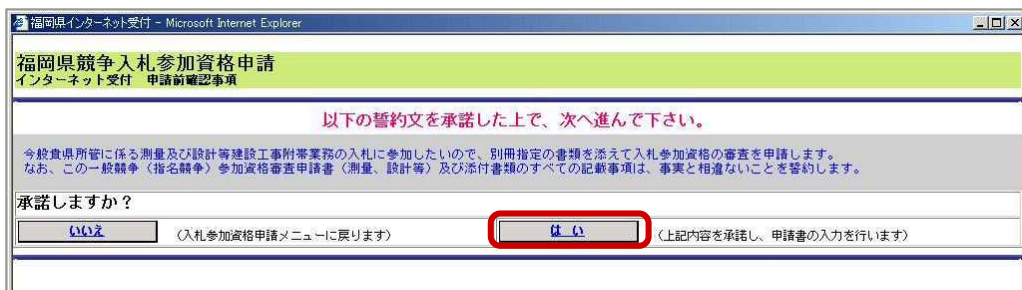 福岡県インターネット受付 - Microsoft Internet Explorer
福岡県競争入札参加資格申請
インターネット受付 申請前確認事項
以下の誓約文を承諾した上で、次へ進んで下さい。
今般貴県所管に係る測量及び設計等建設工事附帯業務の入札に参加したいので、別冊指定の書類を添えて入札参加資格の審査を申請します。
なお、この一般競争（指名競争）参加資格審査申請書（測量、設計等）及び添付書類のすべての記載事項は、事実と相違ないことを誓約します。
承諾しますか？
いいえ （入札参加資格申請メニューに戻ります） はい （上記内容を承諾し、申請書の入力を行います）